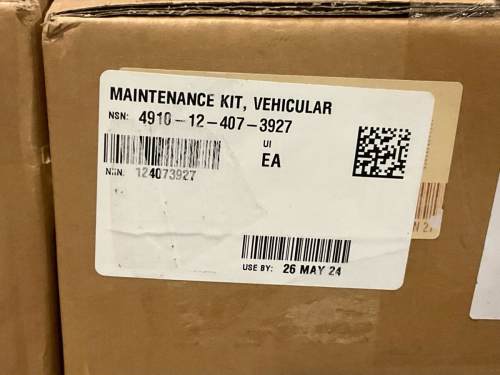 MAINTENANCE KIT, VEHICULAR
NSN: 4910-12-407-3927
UI
EA
NIIN: 124073927
USE BY: 26 MAY 24